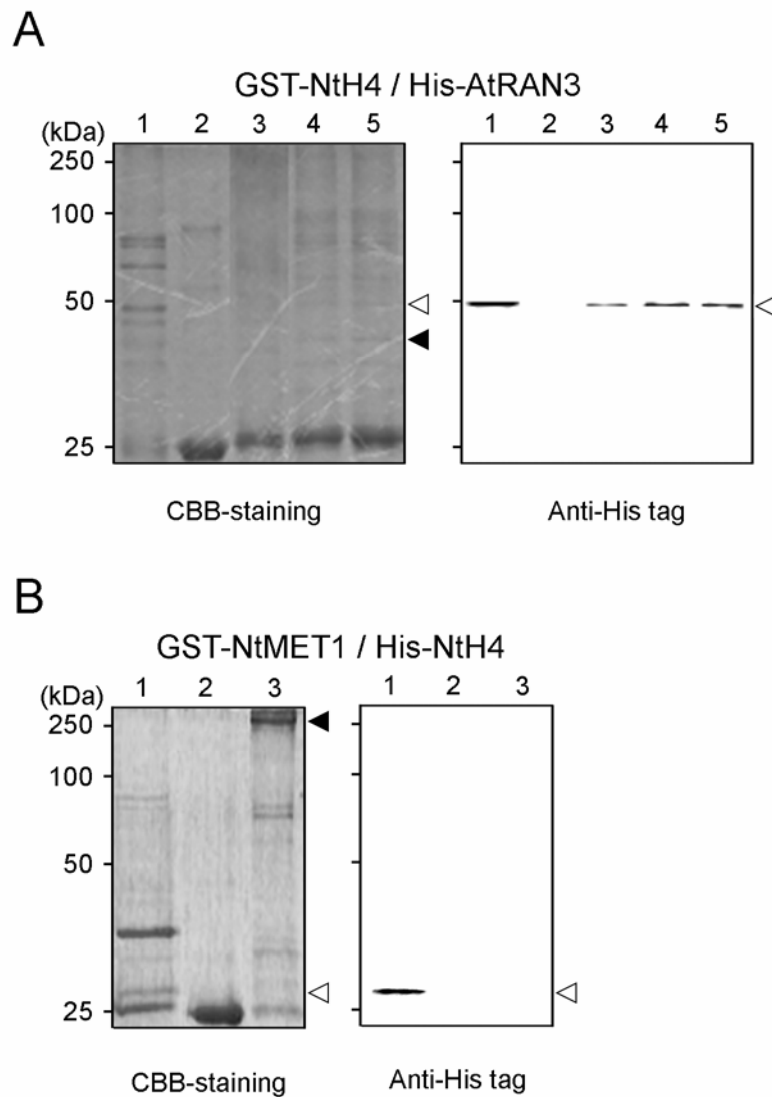 A
GST-NtH4 / His-AtRAN3
(kDa) 1 2 3 4 5 1 2 3 4 5
250
100
50
25
CBB-staining Anti-His tag
B
GST-NtMET1 / His-NtH4
(kDa) 1 2 3 1 2 3
250
100
50
25
CBB-staining Anti-His tag